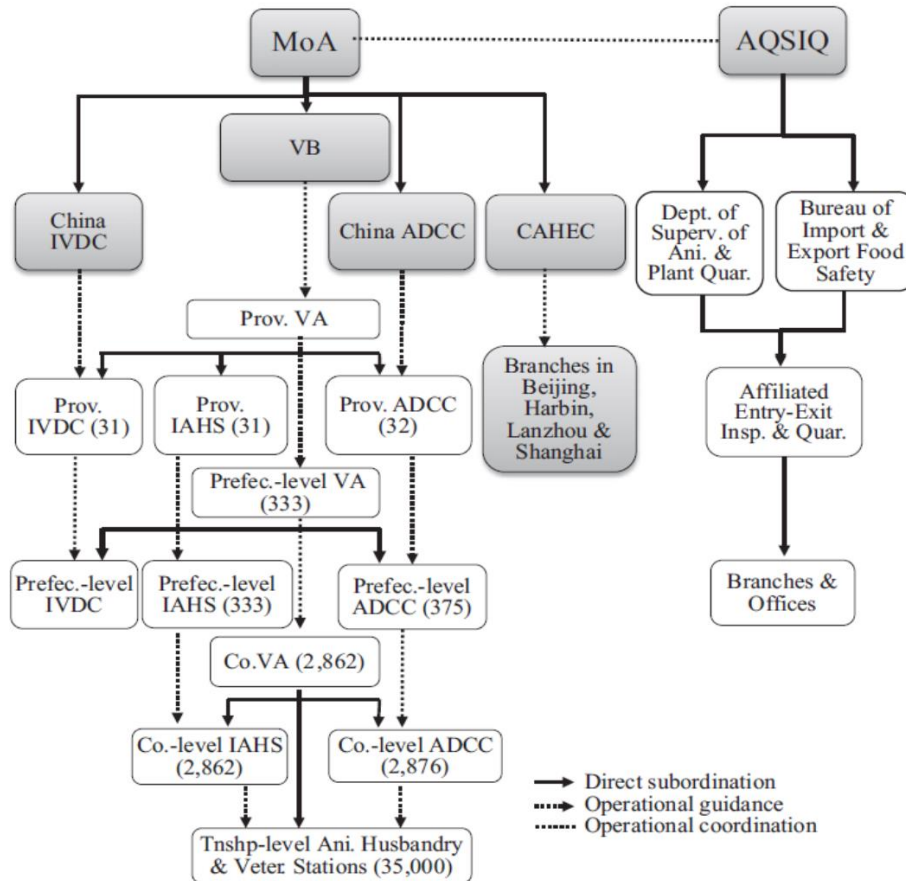 MoA
AQSIQ
VB
China
IVDC
China ADCC
CAHEC
Dept. of
Superv. of
Ani. &
Plant Quar.
Bureau of
Import &
Export Food
Safety
Prov. VA
Prov.
IVDC (31)
Prov.
IAHS (31)
Prov. ADCC
(32)
Branches in
Beijing,
Harbin,
Lanzhou &
Shanghai
Affiliated
Entry-Exit
Insp. & Quar.
Prefec.-level VA
(333)
Prefec.-level
IVDC
Prefec.-level
IAHS (333)
Prefec.-level
ADCC (375)
Branches &
Offices
Co.VA (2,862)
Co.-level IAHS
(2,862)
Co.-level ADCC
(2,876)
Tnshp-level Ani. Husbandry
& Veter. Stations (35,000)
Direct subordination
Operational guidance
Operational coordination